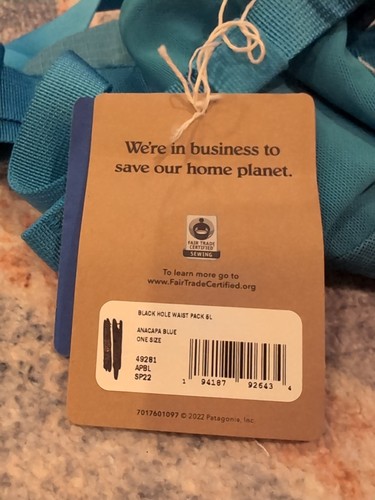 We're in business to
save our home planet.
FAIR TRADE
CERTIFIED
SEWING
To learn more go to
www.FairTradeCertified.org
BLACK HOLE WAIST PACK 5L
ANACAPA BLUE
ONE SIZE
49281
APBL
SP22
1 94187 92643 4
7017601097 © 2022 Patagonia, Inc.